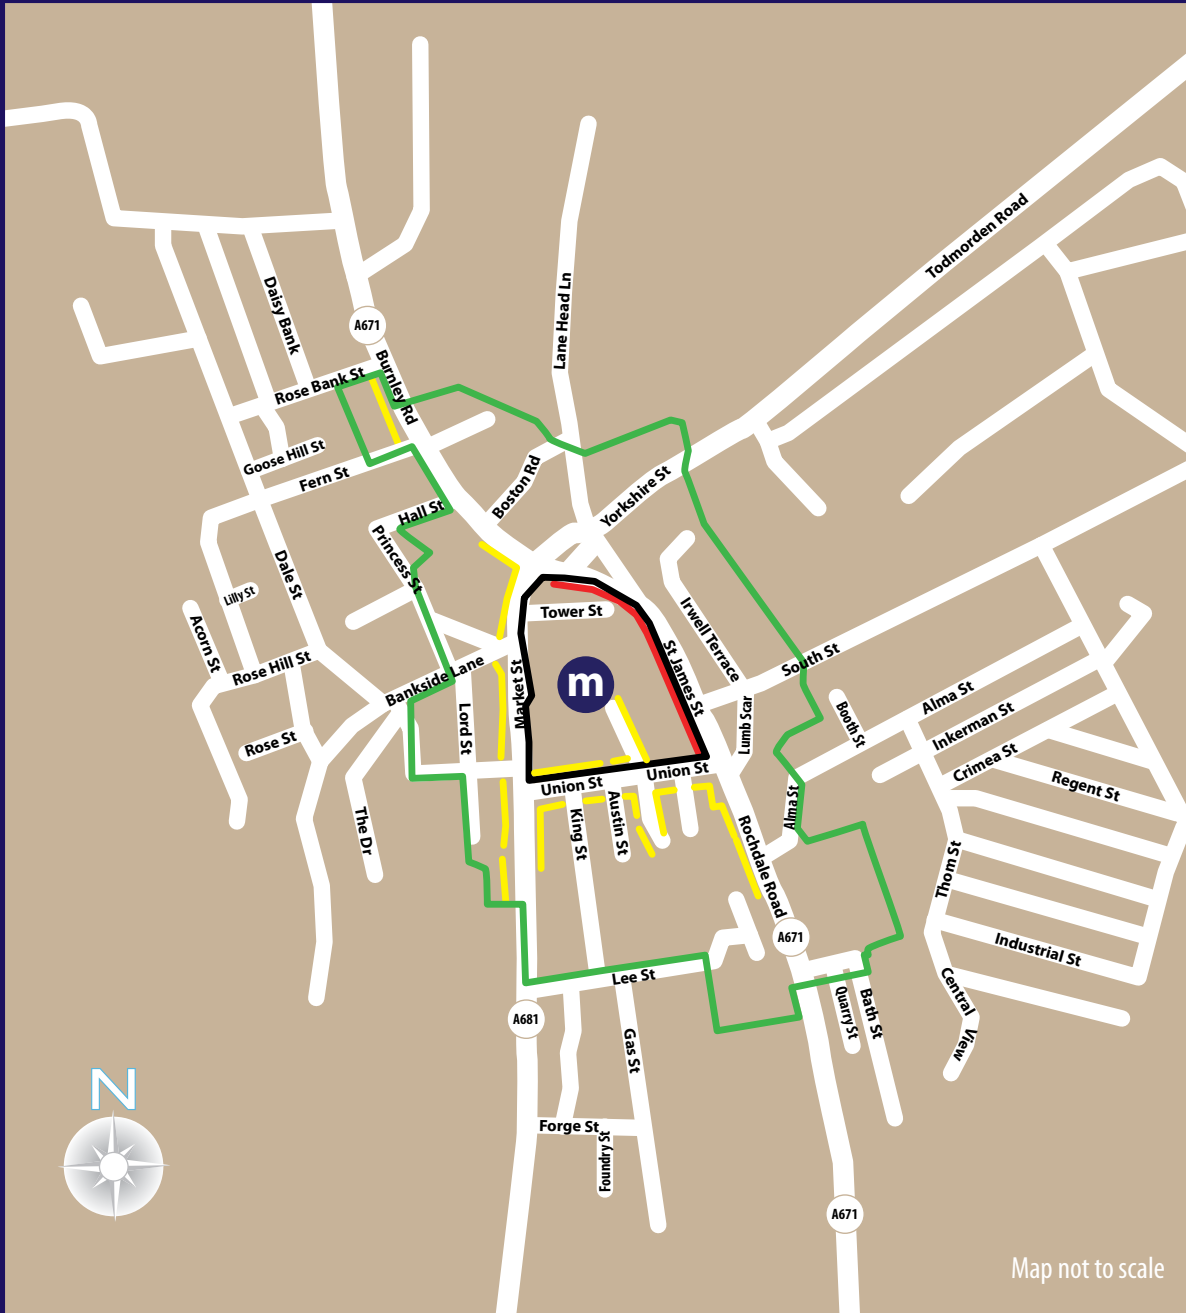 Todmorden Road
Lane Head Ln
Daisy Bank
A671
Burnley Rd
Rose Bank St
Goose Hill St
Fern St
Boston Rd
Yorkshire St
Hall St
Princess St
Dale St
Lilly St
Acorn St
Tower St
Irwell Terrace
St James St
South St
Rose Hill St
Bankside Lane
Market St
m
Lumb Scar
Booth St
Alma St
Inkerman St
Crimea St
Regent St
Lord St
Rose St
Union St
Union St
The Dr
King St
Austin St
Alma St
Rochdale Road
Thom St
A671
Industrial St
Lee St
Central View
Quarry St
Bath St
A681
Gas St
N
Forge St
Foundry St
A671
Map not to scale